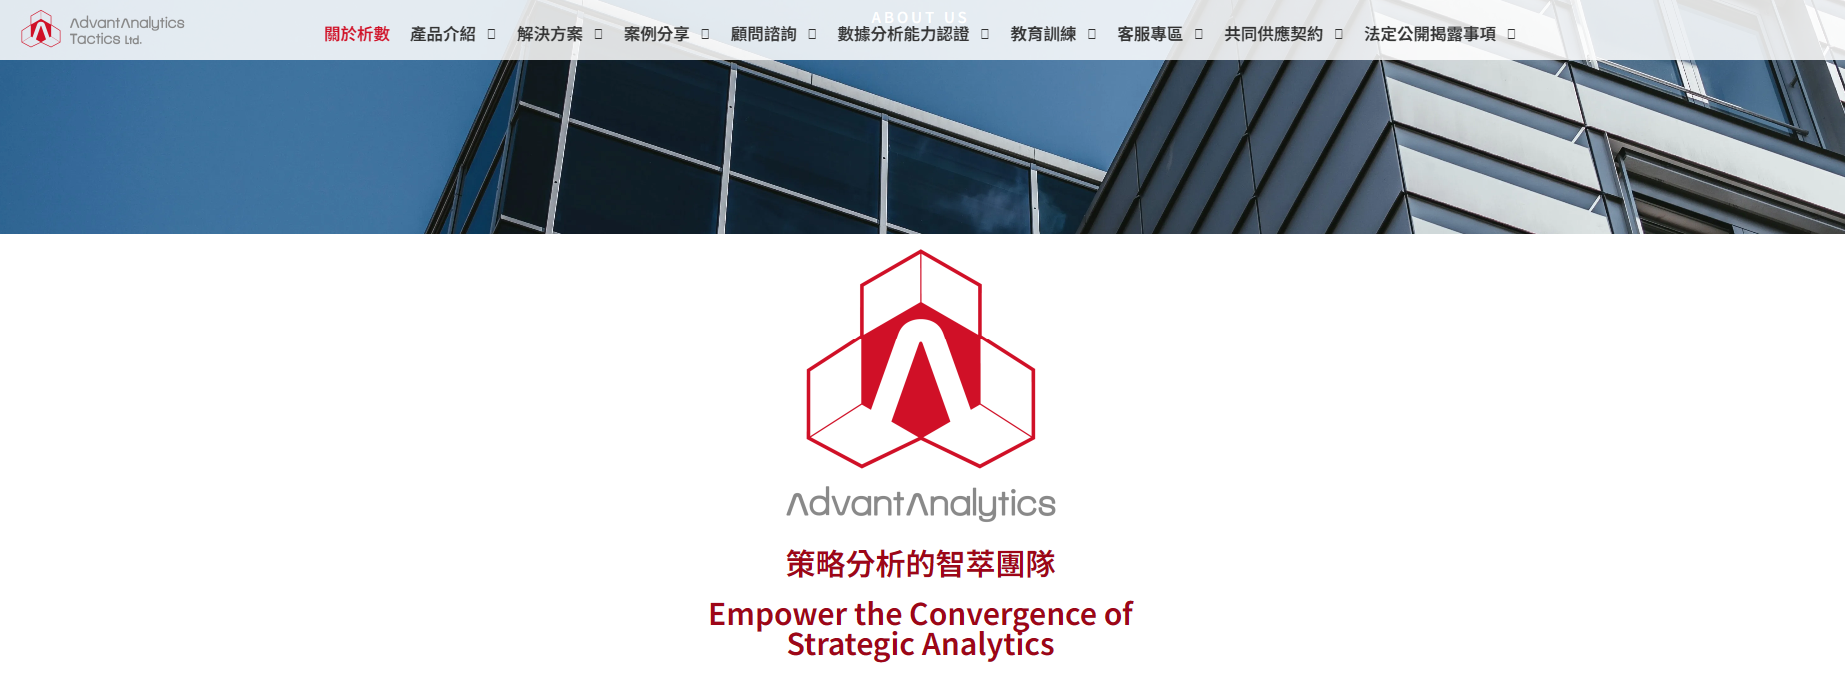 AdvantAnalytics
Tactics Ltd.
ABOUT US
關於析數 產品介紹 解決方案 案例分享 顧問諮詢 數據分析能力認證 教育訓練 客服專區 共同供應契約 法定公開揭露事項
AdvantAnalytics
策略分析的智萃團隊
Empower the Convergence of
Strategic Analytics